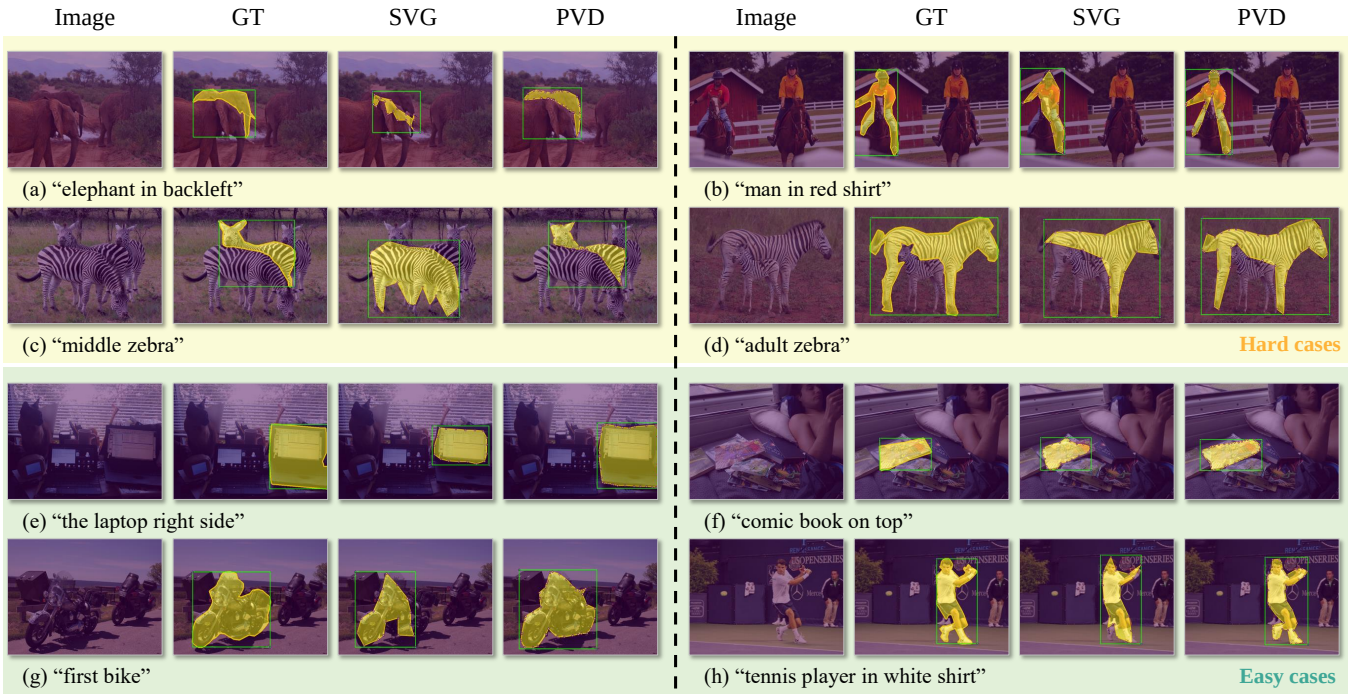 Image GT SVG PVD Image GT SVG PVD
(a) “elephant in backleft”
(b) “man in red shirt”
(c) “middle zebra”
(d) “adult zebra”
Hard cases
(e) “the laptop right side”
(f) “comic book on top”
(g) “first bike”
(h) “tennis player in white shirt”
Easy cases